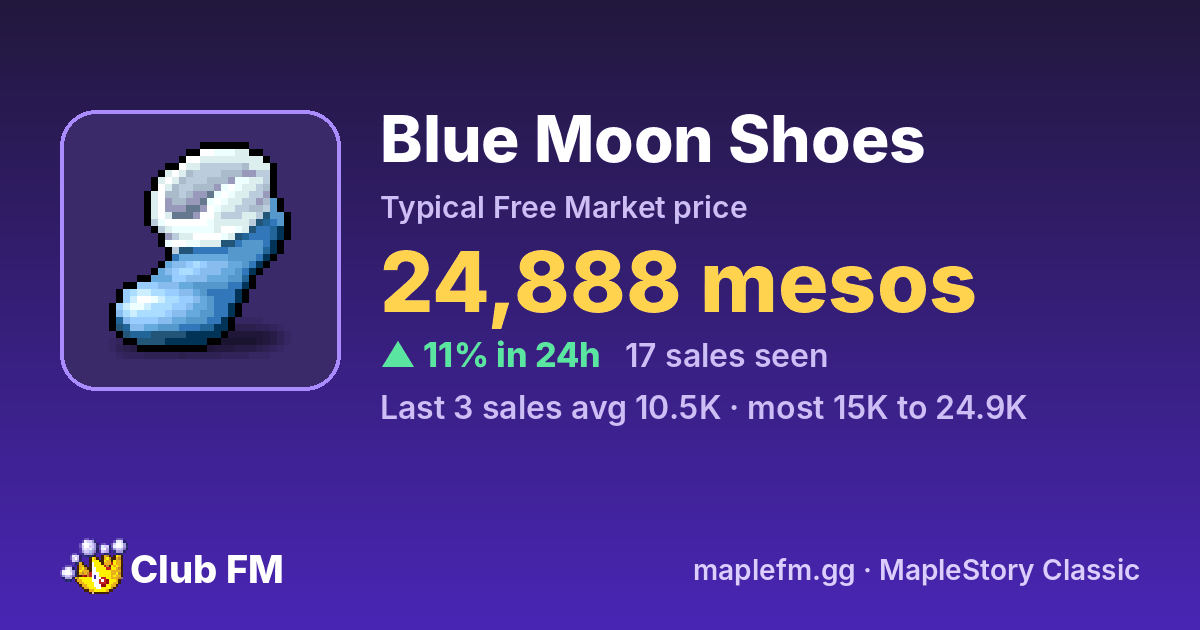 Blue Moon Shoes
Typical Free Market price
24,888 mesos
▲ 11% in 24h 17 sales seen
Last 3 sales avg 10.5K · most 15K to 24.9K
Club FM
maplefm.gg · MapleStory Classic